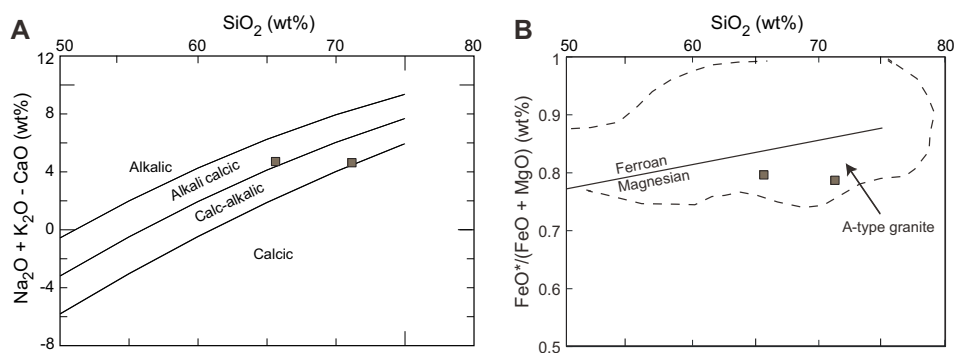 A
SiO2 (wt%)
50 60 70 80
12
8
4
0
-4
-8
Na2O + K2O - CaO (wt%)
Alkalic
Alkali calcic
Calc-alkalic
Calcic
B
SiO2 (wt%)
50 60 70 80
1
0.9
0.8
0.7
0.6
0.5
FeO*/(FeO + MgO) (wt%)
Ferroan
Magnesian
A-type granite